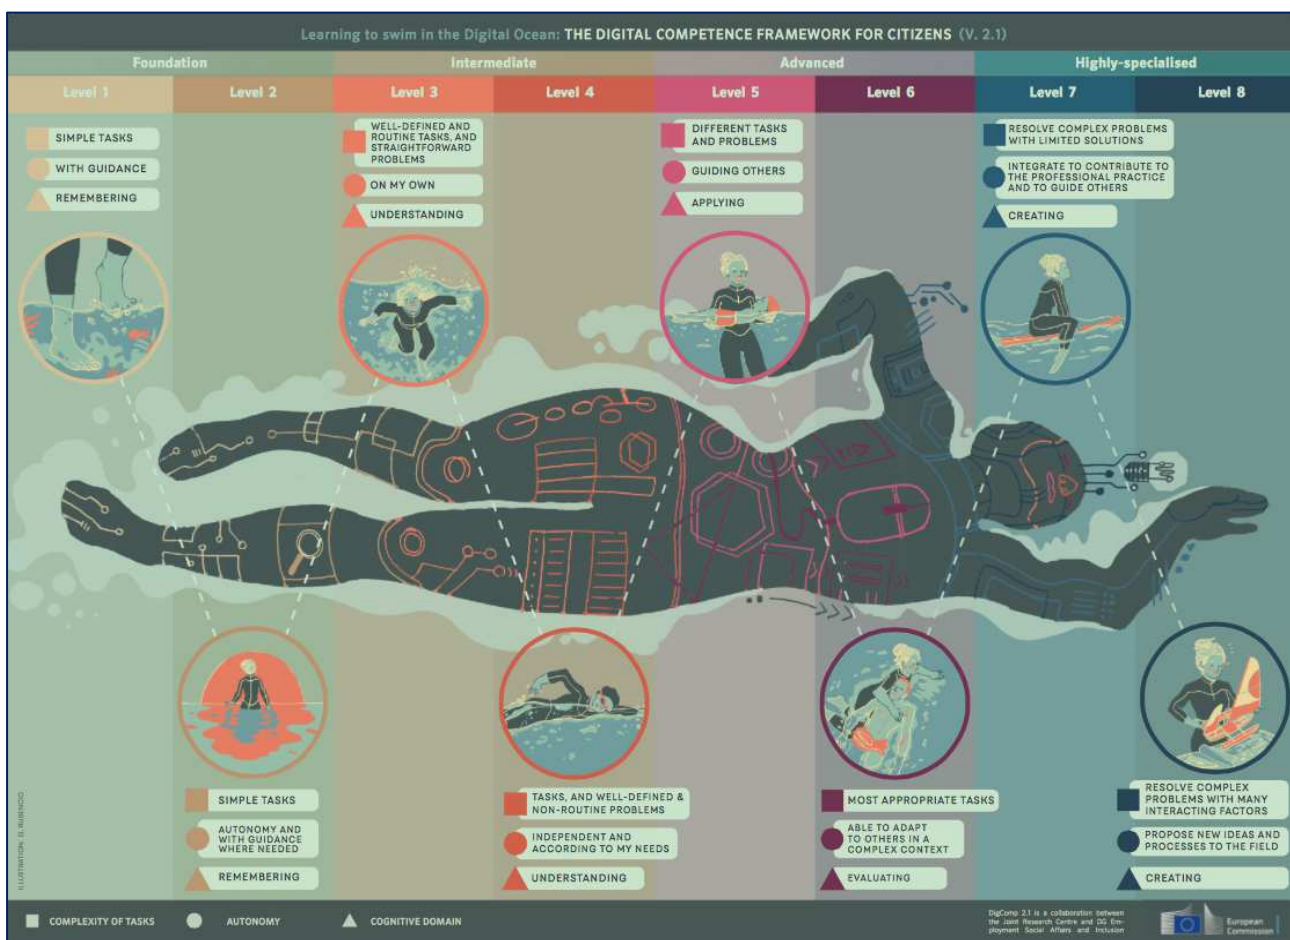 Learning to swim in the Digital Ocean: THE DIGITAL COMPETENCE FRAMEWORK FOR CITIZENS (V. 2.1)
Foundation
Intermediate
Advanced
Highly-specialised
Level 1
Level 2
Level 3
Level 4
Level 5
Level 6
Level 7
Level 8
SIMPLE TASKS
WITH GUIDANCE
REMEMBERING
WELL-DEFINED AND
ROUTINE TASKS, AND
STRAIGHTFORWARD
PROBLEMS
ON MY OWN
UNDERSTANDING
DIFFERENT TASKS
AND PROBLEMS
GUIDING OTHERS
APPLYING
RESOLVE COMPLEX PROBLEMS
WITH LIMITED SOLUTIONS
INTEGRATE TO CONTRIBUTE TO
THE PROFESSIONAL PRACTICE
AND TO GUIDE OTHERS
CREATING
SIMPLE TASKS
AUTONOMY AND
WITH GUIDANCE
WHERE NEEDED
REMEMBERING
TASKS, AND WELL-DEFINED &
NON-ROUTINE PROBLEMS
INDEPENDENT AND
ACCORDING TO MY NEEDS
UNDERSTANDING
MOST APPROPRIATE TASKS
ABLE TO ADAPT
TO OTHERS IN A
COMPLEX CONTEXT
EVALUATING
RESOLVE COMPLEX
PROBLEMS WITH MANY
INTERACTING FACTORS
PROPOSE NEW IDEAS AND
PROCESSES TO THE FIELD
CREATING
ILLUSTRATION:
COMPLEXITY OF TASKS
AUTONOMY
COGNITIVE DOMAIN
DigComp 2.1 is a collaboration between
the Joint Research Centre and DG Em-
ployment Social Affairs and Inclusion
European
Commission